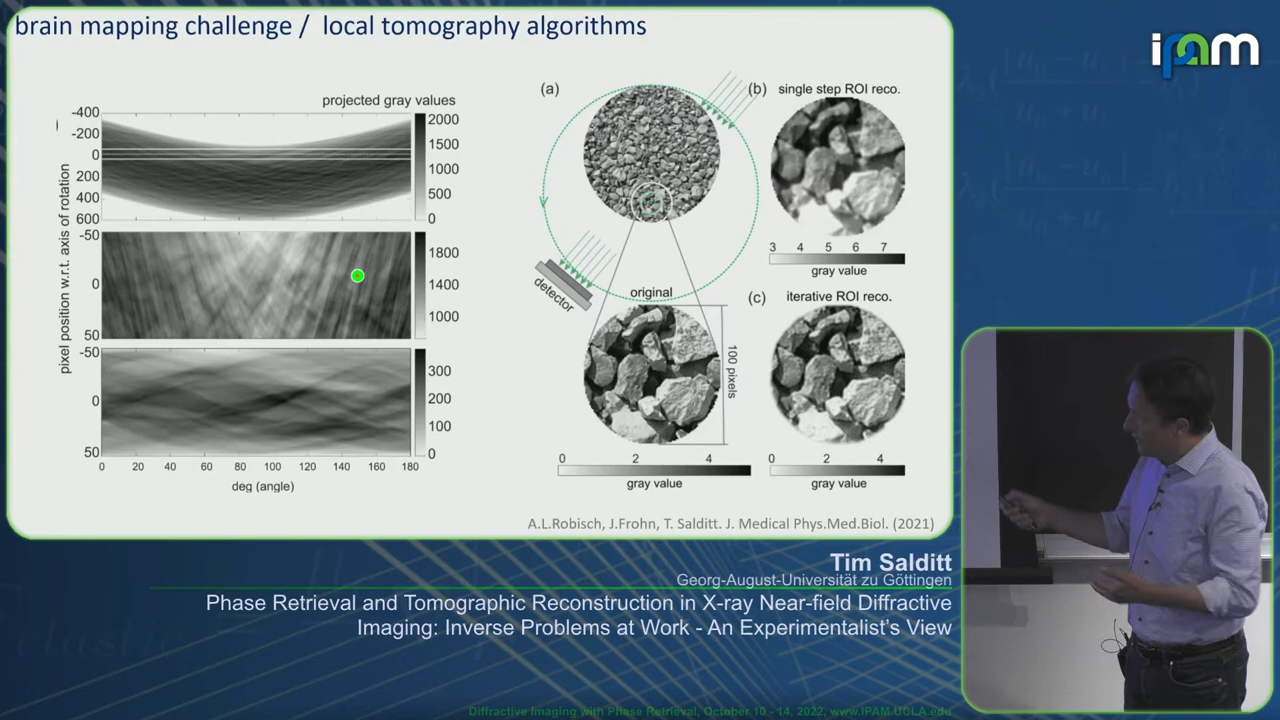 brain mapping challenge / local tomography algorithms
ipam
projected gray values
-400
-200
0
200
400
600
2000
1500
1000
500
0
-50
0
50
1800
1400
1000
-50
0
50
300
200
100
0
pixel position w.r.t. axis of rotation
0 20 40 60 80 100 120 140 160 180
deg (angle)
(a)
detector
original
100 pixels
0 2 4
gray value
(b) single step ROI reco.
3 4 5 6 7
gray value
(c) iterative ROI reco.
0 2 4
gray value
A.L.Robisch, J.Frohn, T. Salditt. J. Medical Phys.Med.Biol. (2021)
Tim Salditt
Georg-August-Universität zu Göttingen
Phase Retrieval and Tomographic Reconstruction in X-ray Near-field Diffractive
Imaging: Inverse Problems at Work - An Experimentalist's View
Diffractive Imaging with Phase Retrieval, October 10 - 14, 2022, www.IPAM.UCLA.edu